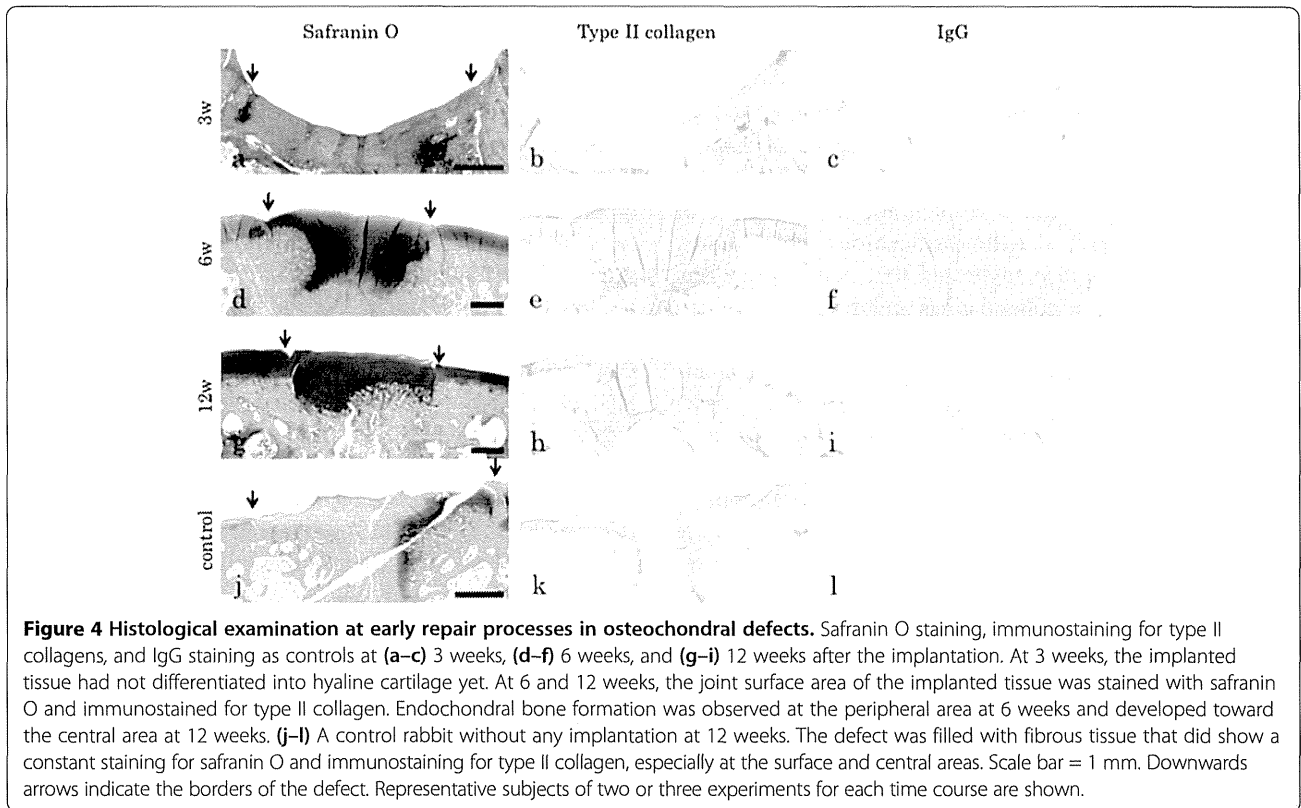 Safranin O Type II collagen IgG
3w
a b c
6w
d e f
12w
g h i
control
j k l
Figure 4 Histological examination at early repair processes in osteochondral defects. Safranin O staining, immunostaining for type II
collagens, and IgG staining as controls at (a–c) 3 weeks, (d–f) 6 weeks, and (g–i) 12 weeks after the implantation. At 3 weeks, the implanted
tissue had not differentiated into hyaline cartilage yet. At 6 and 12 weeks, the joint surface area of the implanted tissue was stained with safranin
O and immunostained for type II collagen. Endochondral bone formation was observed at the peripheral area at 6 weeks and developed toward
the central area at 12 weeks. (j–l) A control rabbit without any implantation at 12 weeks. The defect was filled with fibrous tissue that did show a
constant staining for safranin O and immunostaining for type II collagen, especially at the surface and central areas. Scale bar = 1 mm. Downwards
arrows indicate the borders of the defect. Representative subjects of two or three experiments for each time course are shown.